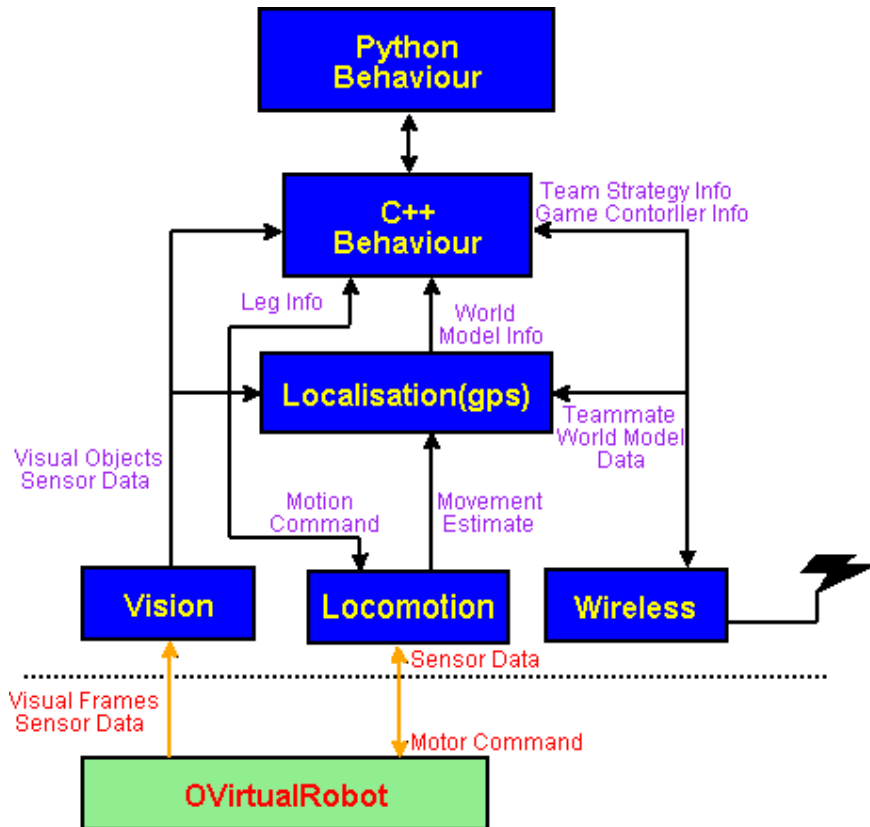 Python
Behaviour
Team Strategy Info
Game Contorller Info
C++
Behaviour
Leg Info
World
Model Info
Localisation(gps)
Teammate
World Model
Data
Visual Objects
Sensor Data
Motion
Command
Movement
Estimate
Vision
Locomotion
Wireless
Sensor Data
Visual Frames
Sensor Data
Motor Command
OVirtualRobot